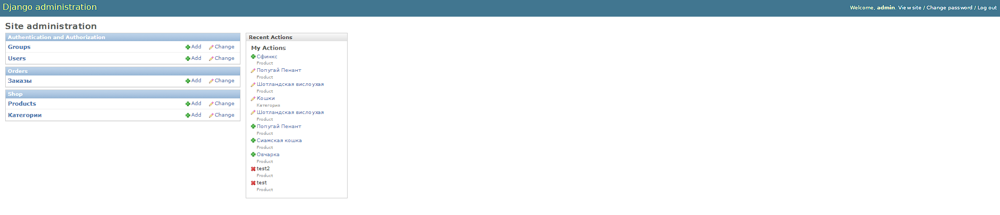 Django administration
Welcome, admin. View site / Change password / Log out
Site administration
Authentication and Authorization
Groups Add Change
Users Add Change
Orders
Заказы Add Change
Shop
Products Add Change
Категории Add Change
Recent Actions
My Actions
Сфинкс
Product
Попугай Пенант
Product
Шотландская вислоухая
Product
Кошки
Категория
Шотландская вислоухая
Product
Попугай Пенант
Product
Сиамская кошка
Product
Овчарка
Product
test2
Product
test
Product